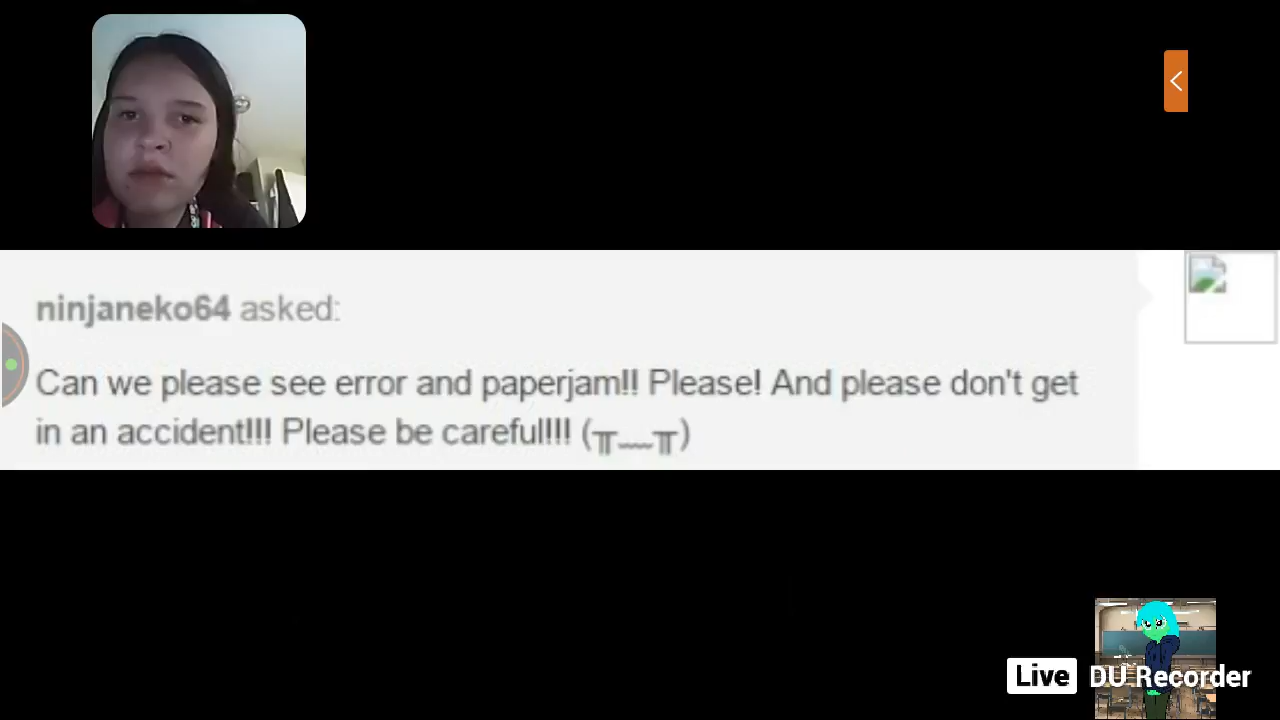 ninjaneko64 asked:
Can we please see error and paperjam!! Please! And please don't get
in an accident!!! Please be careful!!!! (╥﹏╥)
Live DU Recorder